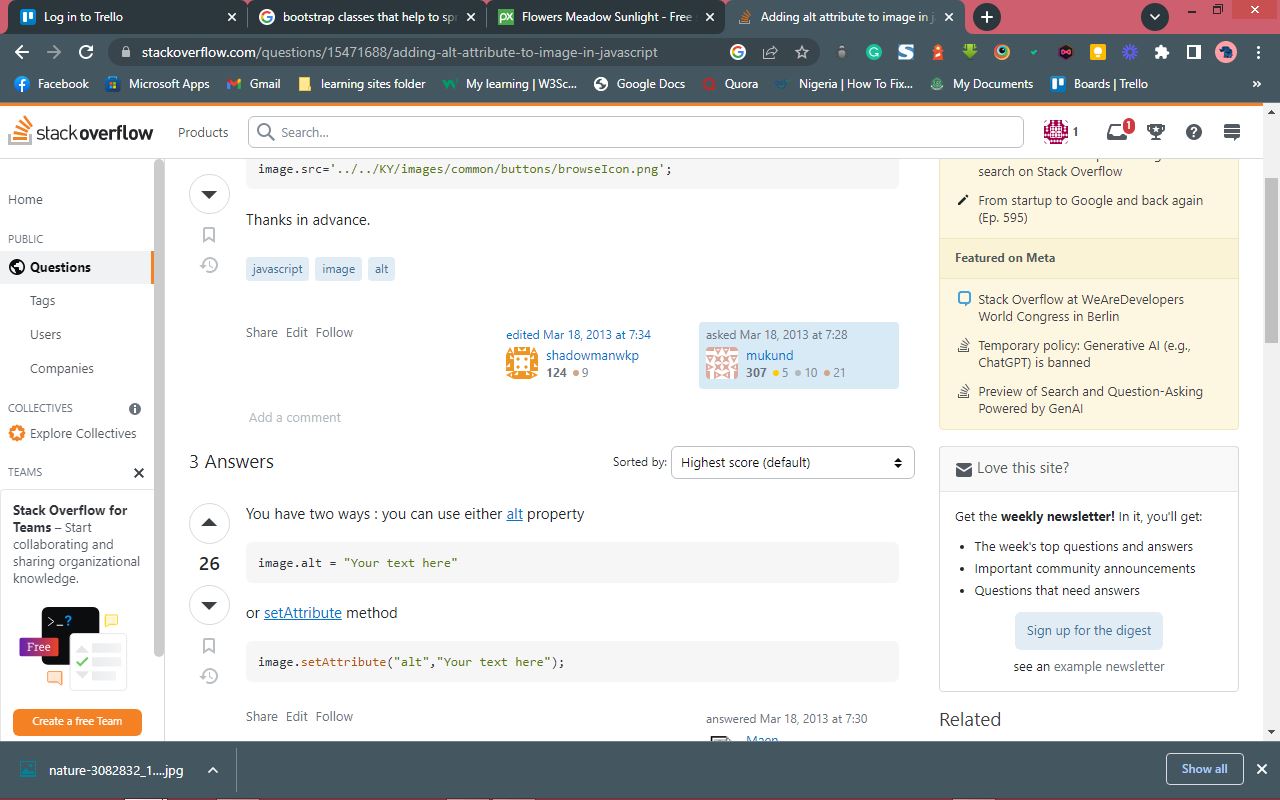 Log in to Trello
bootstrap classes that help to spr
Flowers Meadow Sunlight - Free
Adding alt attribute to image in j
stackoverflow.com/questions/15471688/adding-alt-attribute-to-image-in-javascript
Facebook
Microsoft Apps
Gmail
learning sites folder
My learning | W3Sc...
Google Docs
Quora
Nigeria | How To Fix...
My Documents
Boards | Trello
»
stackoverflow
Products
Search...
1
1
Home
PUBLIC
Questions
Tags
Users
Companies
COLLECTIVES
Explore Collectives
TEAMS
Stack Overflow for
Teams – Start
collaborating and
sharing organizational
knowledge.
>_?
Free
Create a free Team
image.src='../../KY/images/common/buttons/browseIcon.png';
Thanks in advance.
javascript
image
alt
Share Edit Follow
edited Mar 18, 2013 at 7:34
shadowmanwkp
124 ●9
asked Mar 18, 2013 at 7:28
mukund
307 ●5 ●10 ●21
Add a comment
3 Answers
Sorted by:
Highest score (default)
You have two ways : you can use either alt property
26
image.alt = "Your text here"
or setAttribute method
image.setAttribute("alt","Your text here");
Share Edit Follow
answered Mar 18, 2013 at 7:30
Maen
search on Stack Overflow
From startup to Google and back again
(Ep. 595)
Featured on Meta
Stack Overflow at WeAreDevelopers
World Congress in Berlin
Temporary policy: Generative AI (e.g.,
ChatGPT) is banned
Preview of Search and Question-Asking
Powered by GenAI
Love this site?
Get the weekly newsletter! In it, you'll get:
• The week's top questions and answers
• Important community announcements
• Questions that need answers
Sign up for the digest
see an example newsletter
Related
nature-3082832_1....jpg
Show all